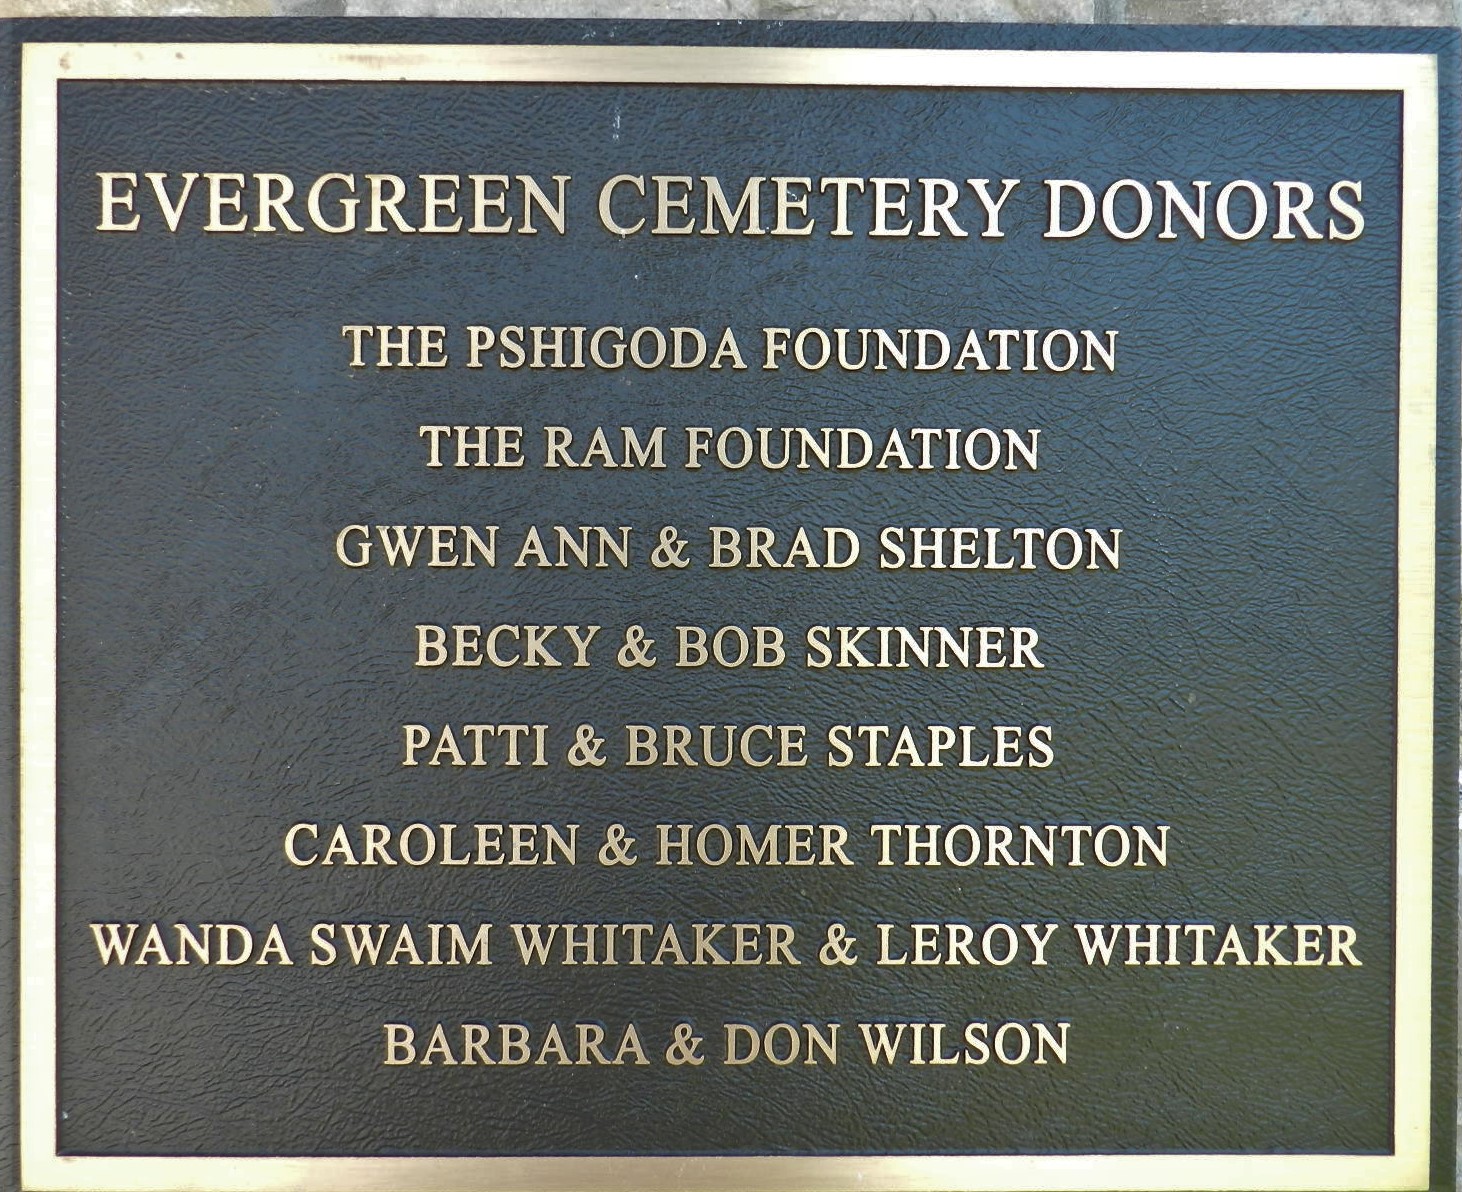 EVERGREEN CEMETERY DONORS
THE PSHIGODA FOUNDATION
THE RAM FOUNDATION
GWEN ANN & BRAD SHELTON
BECKY & BOB SKINNER
PATTI & BRUCE STAPLES
CAROLEEN & HOMER THORNTON
WANDA SWAIM WHITAKER & LEROY WHITAKER
BARBARA & DON WILSON